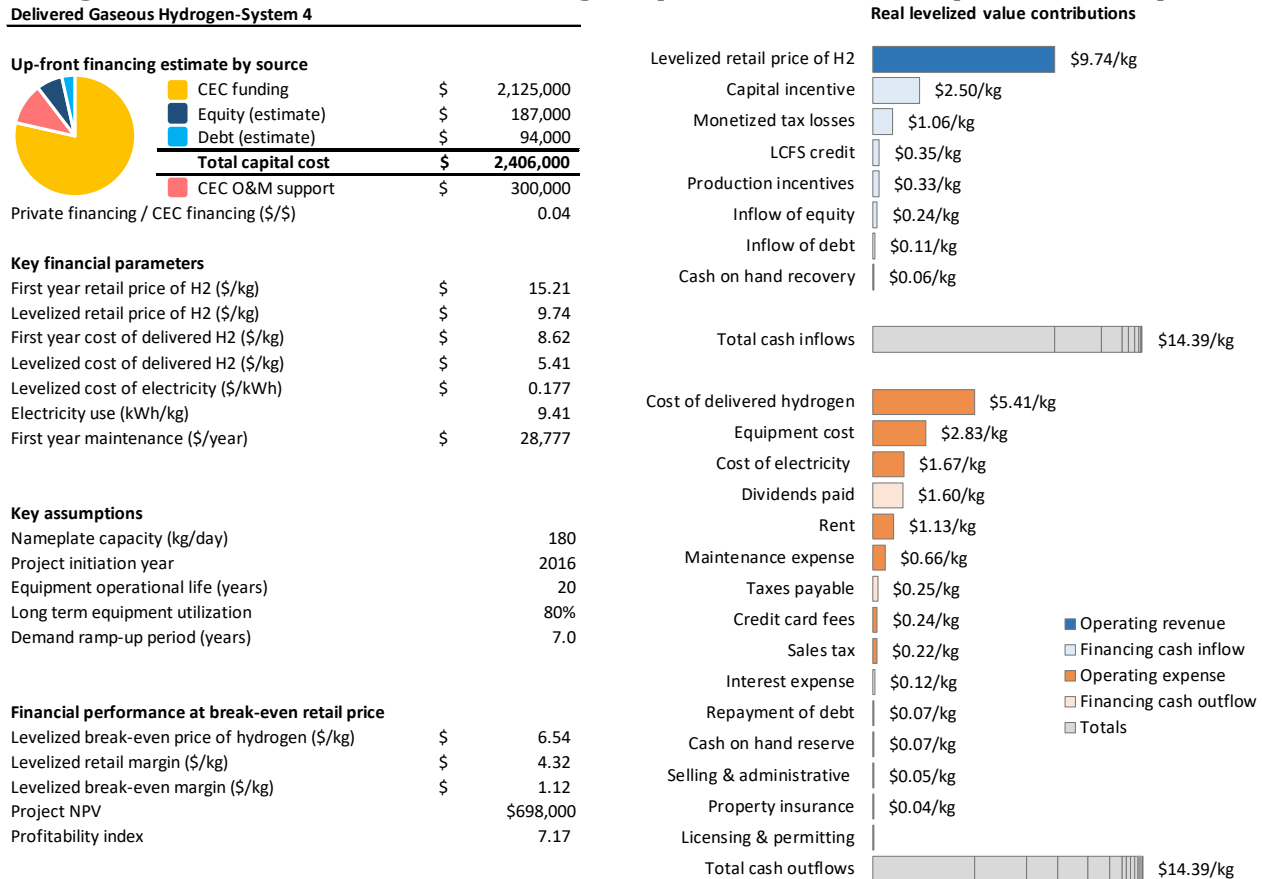 Delivered Gaseous Hydrogen-System 4
Up-front financing estimate by source
CEC funding $ 2,125,000
Equity (estimate) $ 187,000
Debt (estimate) $ 94,000
Total capital cost $ 2,406,000
CEC O&M support $ 300,000
Private financing / CEC financing ($/$) 0.04
Key financial parameters
First year retail price of H2 ($/kg) $ 15.21
Levelized retail price of H2 ($/kg) $ 9.74
First year cost of delivered H2 ($/kg) $ 8.62
Levelized cost of delivered H2 ($/kg) $ 5.41
Levelized cost of electricity ($/kWh) $ 0.177
Electricity use (kWh/kg) 9.41
First year maintenance ($/year) $ 28,777
Key assumptions
Nameplate capacity (kg/day) 180
Project initiation year 2016
Equipment operational life (years) 20
Long term equipment utilization 80%
Demand ramp-up period (years) 7.0
Financial performance at break-even retail price
Levelized break-even price of hydrogen ($/kg) $ 6.54
Levelized retail margin ($/kg) $ 4.32
Levelized break-even margin ($/kg) $ 1.12
Project NPV $698,000
Profitability index 7.17
Real levelized value contributions
Levelized retail price of H2 $9.74/kg
Capital incentive $2.50/kg
Monetized tax losses $1.06/kg
LCFS credit $0.35/kg
Production incentives $0.33/kg
Inflow of equity $0.24/kg
Inflow of debt $0.11/kg
Cash on hand recovery $0.06/kg
Total cash inflows $14.39/kg
Cost of delivered hydrogen $5.41/kg
Equipment cost $2.83/kg
Cost of electricity $1.67/kg
Dividends paid $1.60/kg
Rent $1.13/kg
Maintenance expense $0.66/kg
Taxes payable $0.25/kg
Credit card fees $0.24/kg
Sales tax $0.22/kg
Interest expense $0.12/kg
Repayment of debt $0.07/kg
Cash on hand reserve $0.07/kg
Selling & administrative $0.05/kg
Property insurance $0.04/kg
Licensing & permitting
Total cash outflows $14.39/kg
Operating revenue
Financing cash inflow
Operating expense
Financing cash outflow
Totals